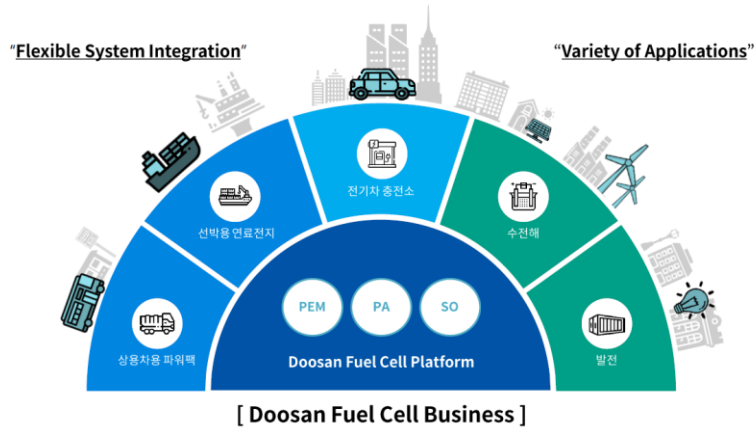 "Flexible System Integration"
“Variety of Applications”
전기차 충전소
선박용 연료전지
수전해
상용차용 파워팩
발전
PEM
PA
SO
Doosan Fuel Cell Platform
[ Doosan Fuel Cell Business ]